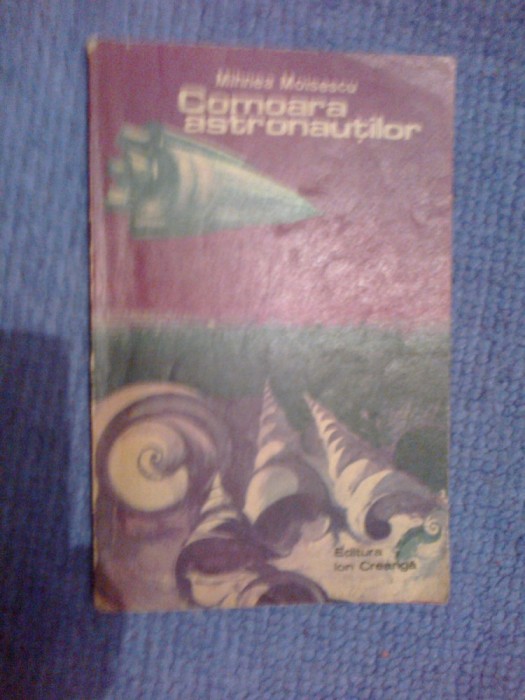 Mihnea Moisescu
Comoara
astronauților
Editura
Ion Creangă